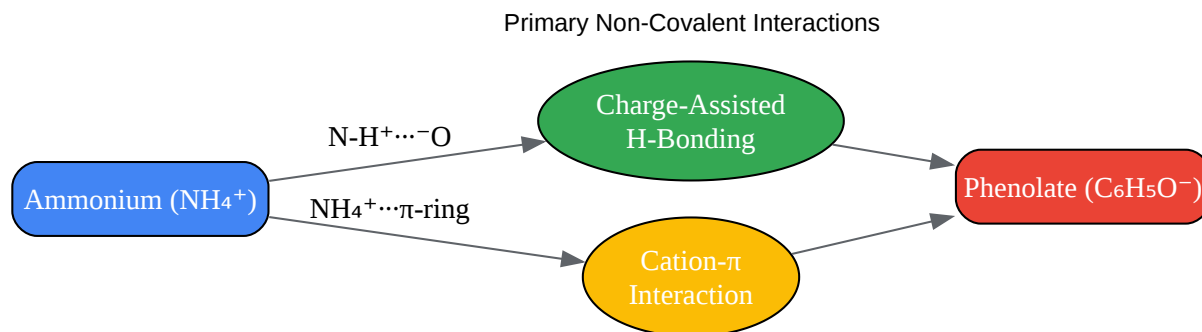 Primary Non-Covalent Interactions
Charge-Assisted
H-Bonding
N-H⁺···⁻O
Ammonium (NH₄⁺)
Phenolate (C₆H₅O⁻)
NH₄⁺···π-ring
Cation-π
Interaction